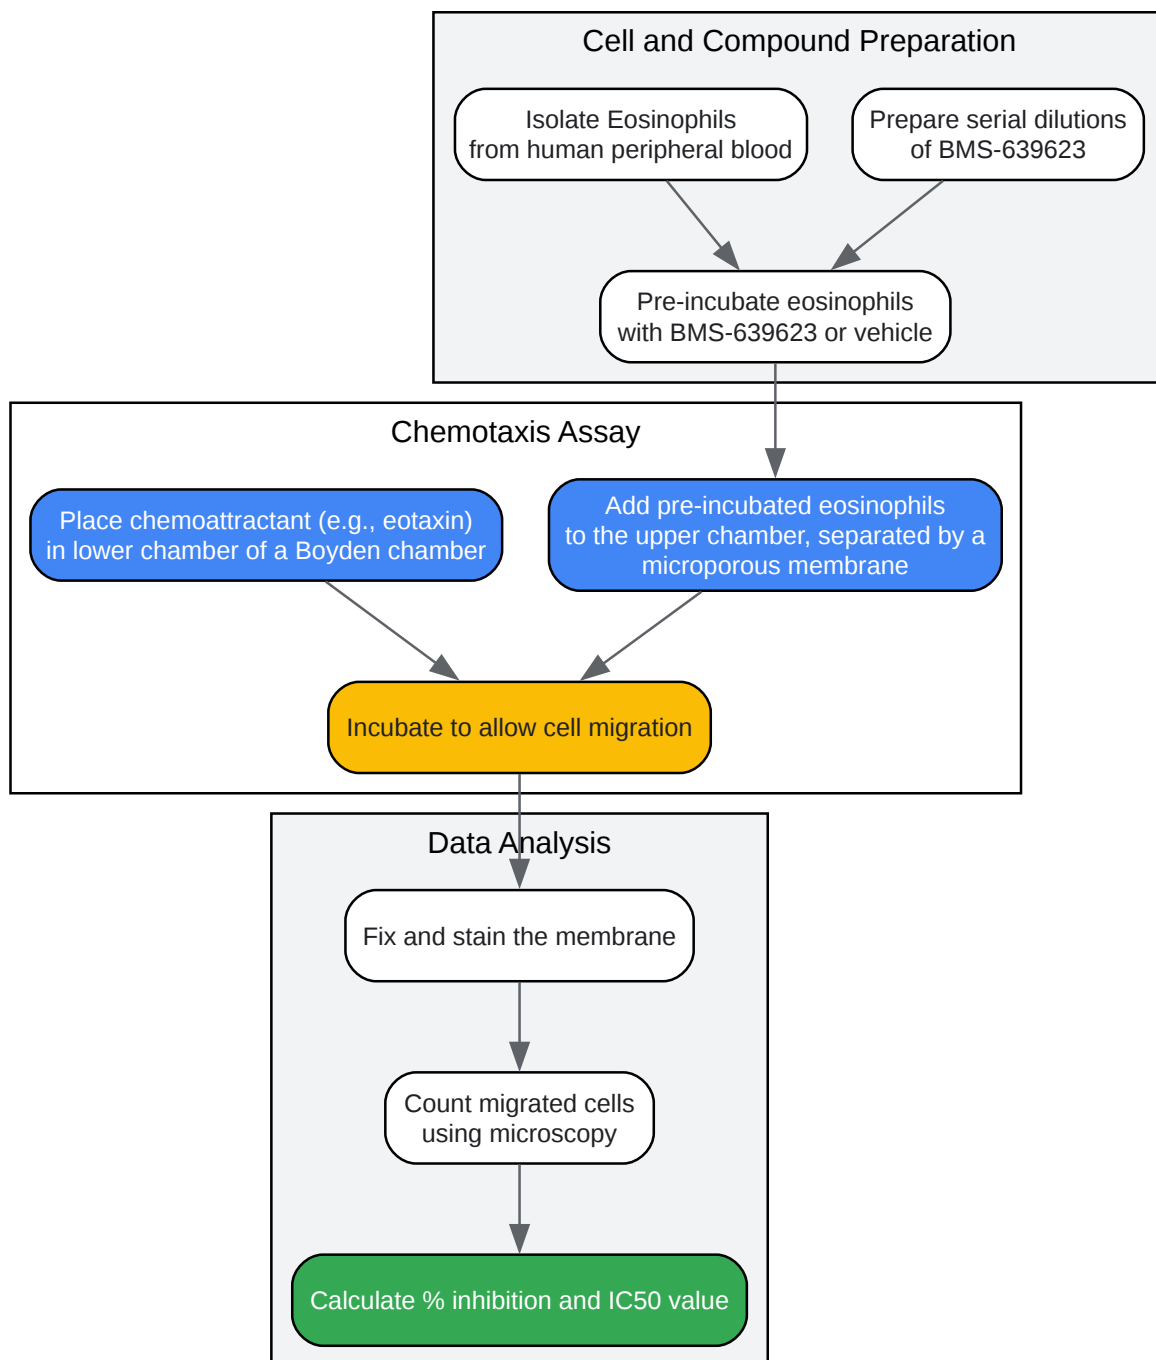 Cell and Compound Preparation
Isolate Eosinophils
from human peripheral blood
Prepare serial dilutions
of BMS-639623
Pre-incubate eosinophils
with BMS-639623 or vehicle
Chemotaxis Assay
Place chemoattractant (e.g., eotaxin)
in lower chamber of a Boyden chamber
Add pre-incubated eosinophils
to the upper chamber, separated by a
microporous membrane
Incubate to allow cell migration
Data Analysis
Fix and stain the membrane
Count migrated cells
using microscopy
Calculate % inhibition and IC50 value